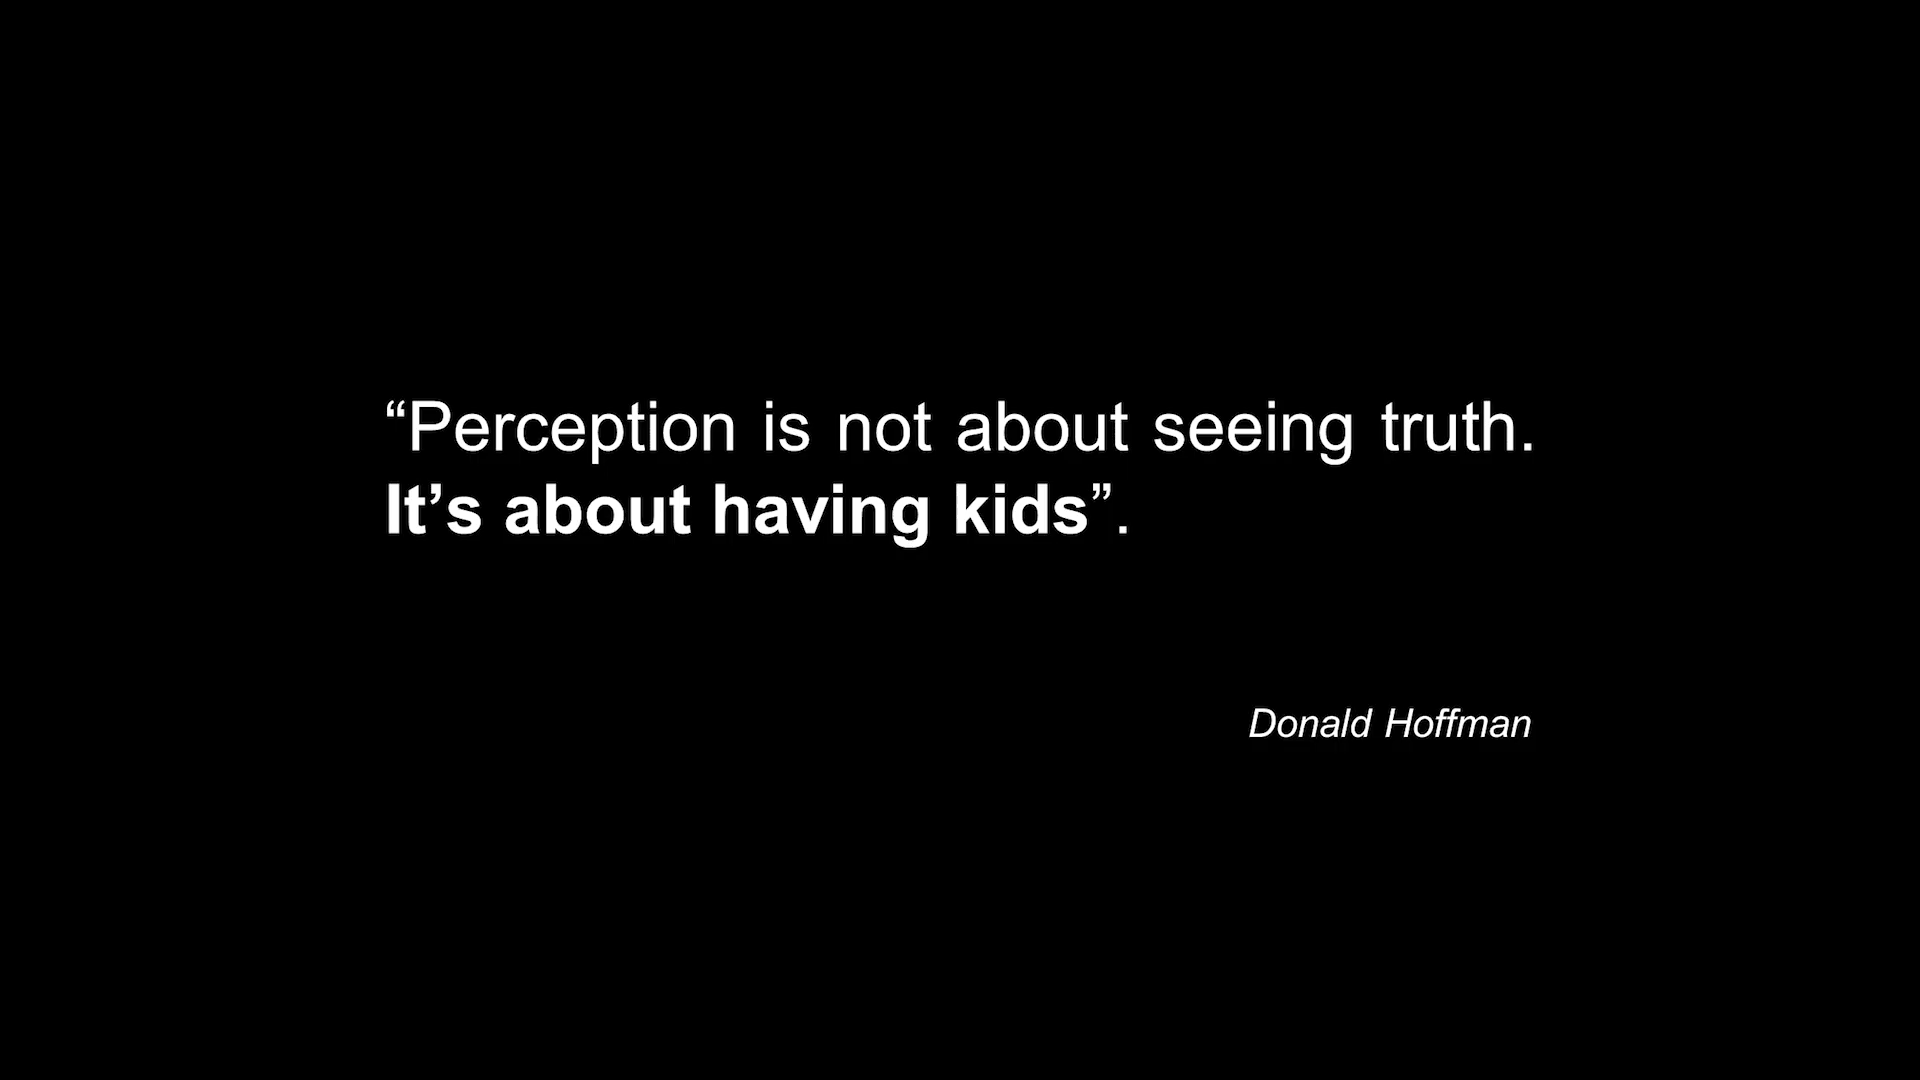 “Perception is not about seeing truth.
It’s about having kids”.
Donald Hoffman